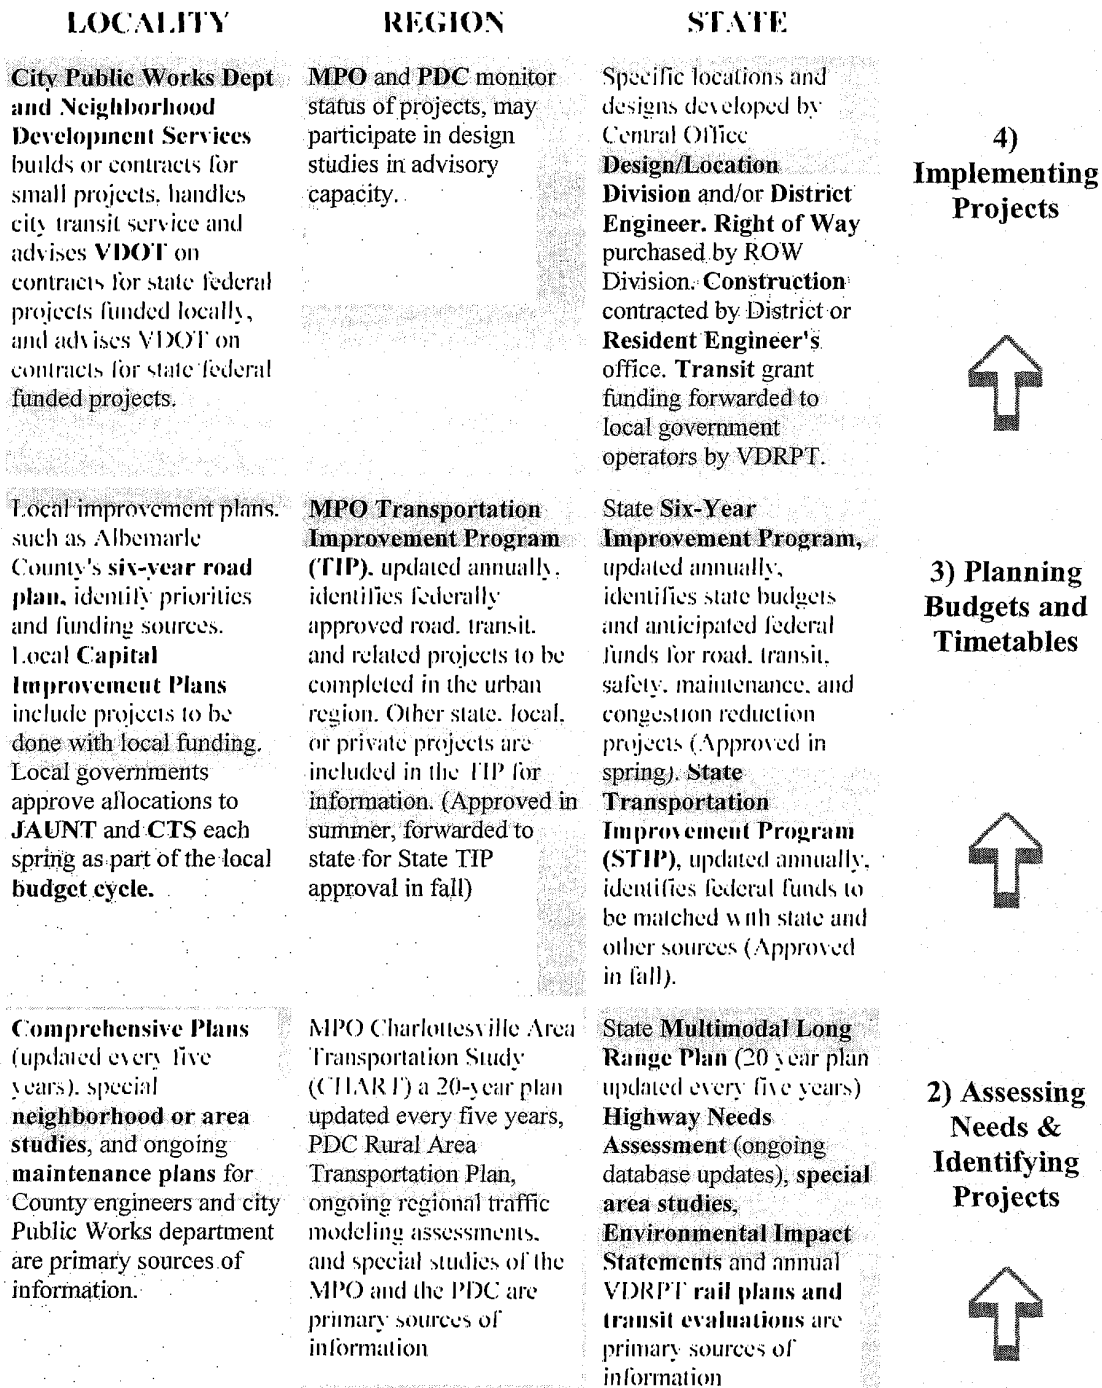 LOCALITY
REGION
STATE
City Public Works Dept
and Neighborhood
Development Services
builds or contracts for
small projects, handles
city transit service and
advises VDOT on
contracts for state federal
projects funded locally,
and advises VDOT on
contracts for state federal
funded projects.
MPO and PDC monitor
status of projects, may
participate in design
studies in advisory
capacity.
Specific locations and
designs developed by
Central Office
Design/Location
Division and/or District
Engineer. Right of Way
purchased by ROW
Division. Construction
contracted by District or
Resident Engineer's
office. Transit grant
funding forwarded to
local government
operators by VDRPT.
4)
Implementing
Projects
Local improvement plans.
such as Albemarle
County's six-year road
plan, identify priorities
and funding sources.
Local Capital
Improvement Plans
include projects to be
done with local funding.
Local governments
approve allocations to
JAUNT and CTS each
spring as part of the local
budget cycle.
MPO Transportation
Improvement Program
(TIP), updated annually,
identifies federally
approved road, transit,
and related projects to be
completed in the urban
region. Other state, local,
or private projects are
included in the TIP for
information. (Approved in
summer, forwarded to
state for State TIP
approval in fall)
State Six-Year
Improvement Program,
updated annually,
identifies state budgets
and anticipated federal
funds for road, transit,
safety, maintenance, and
congestion reduction
projects (Approved in
spring). State
Transportation
Improvement Program
(STIP), updated annually,
identifies federal funds to
be matched with state and
other sources (Approved
in fall).
3) Planning
Budgets and
Timetables
Comprehensive Plans
(updated every five
years), special
neighborhood or area
studies, and ongoing
maintenance plans for
County engineers and city
Public Works department
are primary sources of
information.
MPO Charlottesville Area
Transportation Study
(CHART) a 20-year plan
updated every five years,
PDC Rural Area
Transportation Plan,
ongoing regional traffic
modeling assessments,
and special studies of the
MPO and the PDC are
primary sources of
information
State Multimodal Long
Range Plan (20 year plan
updated every five years)
Highway Needs
Assessment (ongoing
database updates), special
area studies,
Environmental Impact
Statements and annual
VDRPT rail plans and
transit evaluations are
primary sources of
information
2) Assessing
Needs &
Identifying
Projects